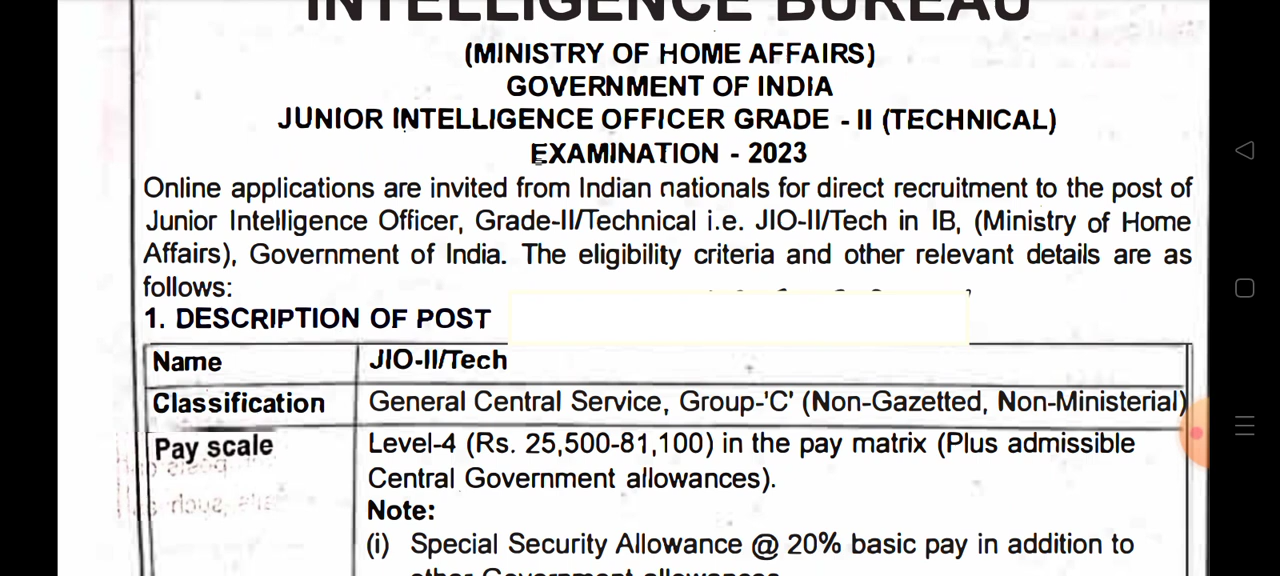 INTELLIGENCE BUREAU
(MINISTRY OF HOME AFFAIRS)
GOVERNMENT OF INDIA
JUNIOR INTELLIGENCE OFFICER GRADE - II (TECHNICAL)
EXAMINATION - 2023
Online applications are invited from Indian nationals for direct recruitment to the post of
Junior Intelligence Officer, Grade-II/Technical i.e. JIO-II/Tech in IB, (Ministry of Home
Affairs), Government of India. The eligibility criteria and other relevant details are as
follows:
1. DESCRIPTION OF POST
Name JIO-II/Tech
Classification General Central Service, Group-'C' (Non-Gazetted, Non-Ministerial)
Pay scale Level-4 (Rs. 25,500-81,100) in the pay matrix (Plus admissible
Central Government allowances).
Note:
(i) Special Security Allowance @ 20% basic pay in addition to
other Government allowances